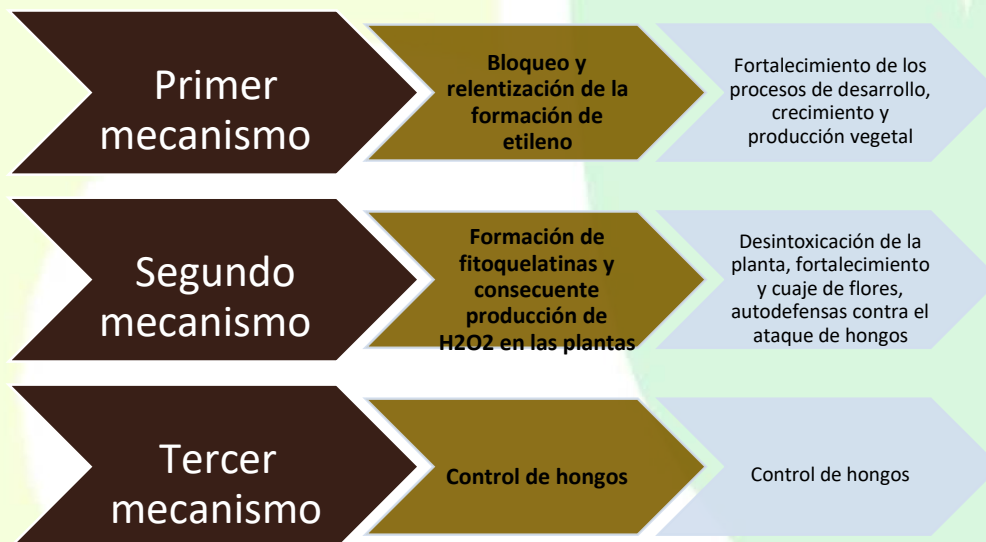 Primer
mecanismo
Bloqueo y
relentización de la
formación de
etileno
Fortalecimiento de los
procesos de desarrollo,
crecimiento y
producción vegetal
Segundo
mecanismo
Formación de
fitoquelatinas y
consecuente
producción de
H2O2 en las plantas
Desintoxicación de la
planta, fortalecimiento
y cuaje de flores,
autodefensas contra el
ataque de hongos
Tercer
mecanismo
Control de hongos
Control de hongos